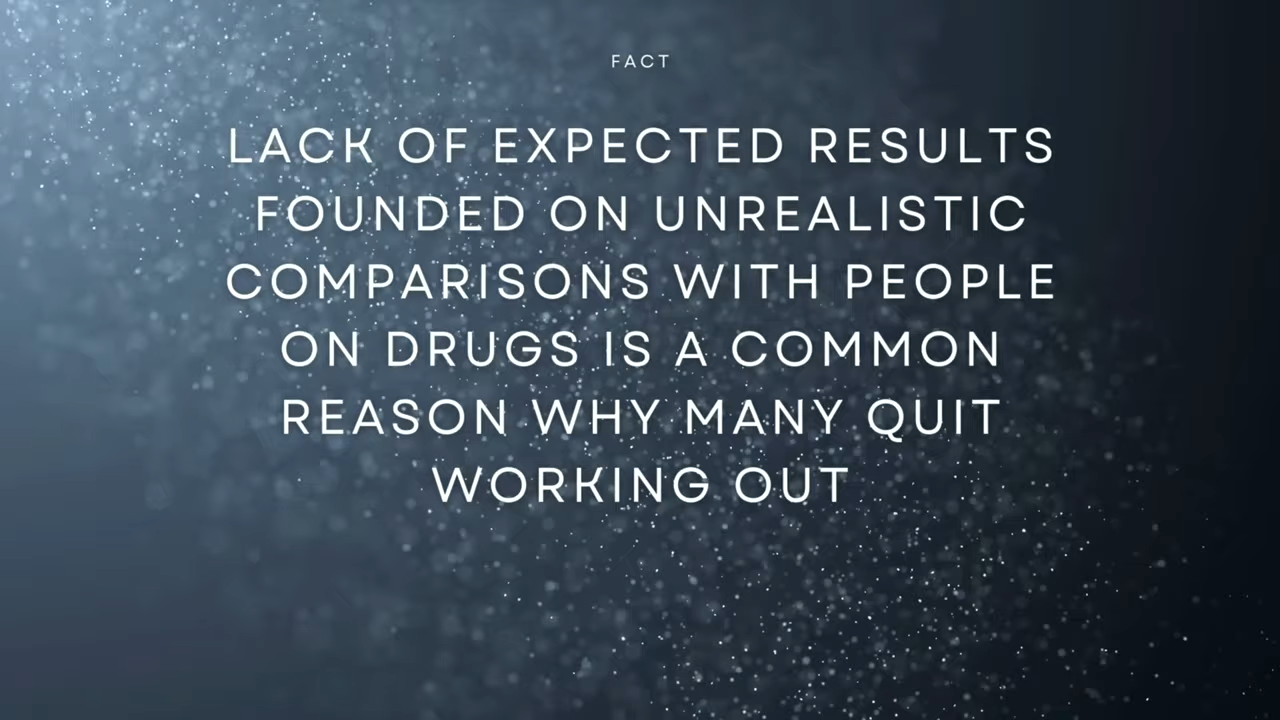 FACT
LACK OF EXPECTED RESULTS
FOUNDED ON UNREALISTIC
COMPARISONS WITH PEOPLE
ON DRUGS IS A COMMON
REASON WHY MANY QUIT
WORKING OUT